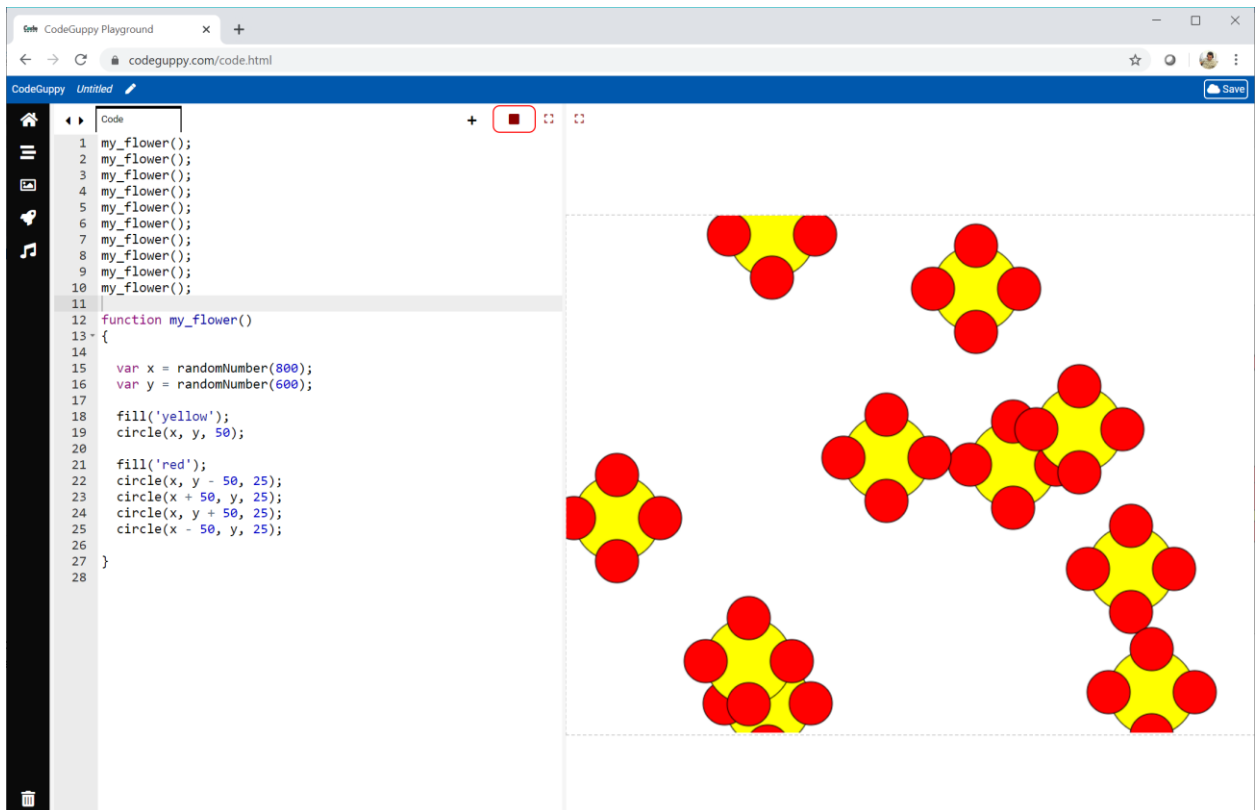 CodeGuppy Playground
codeguppy.com/code.html
CodeGuppy Untitled Save
Code
1 my_flower();
2 my_flower();
3 my_flower();
4 my_flower();
5 my_flower();
6 my_flower();
7 my_flower();
8 my_flower();
9 my_flower();
10 my_flower();
11
12 function my_flower()
13 {
14
15 var x = randomNumber(800);
16 var y = randomNumber(600);
17
18 fill('yellow');
19 circle(x, y, 50);
20
21 fill('red');
22 circle(x, y - 50, 25);
23 circle(x + 50, y, 25);
24 circle(x, y + 50, 25);
25 circle(x - 50, y, 25);
26
27 }
28